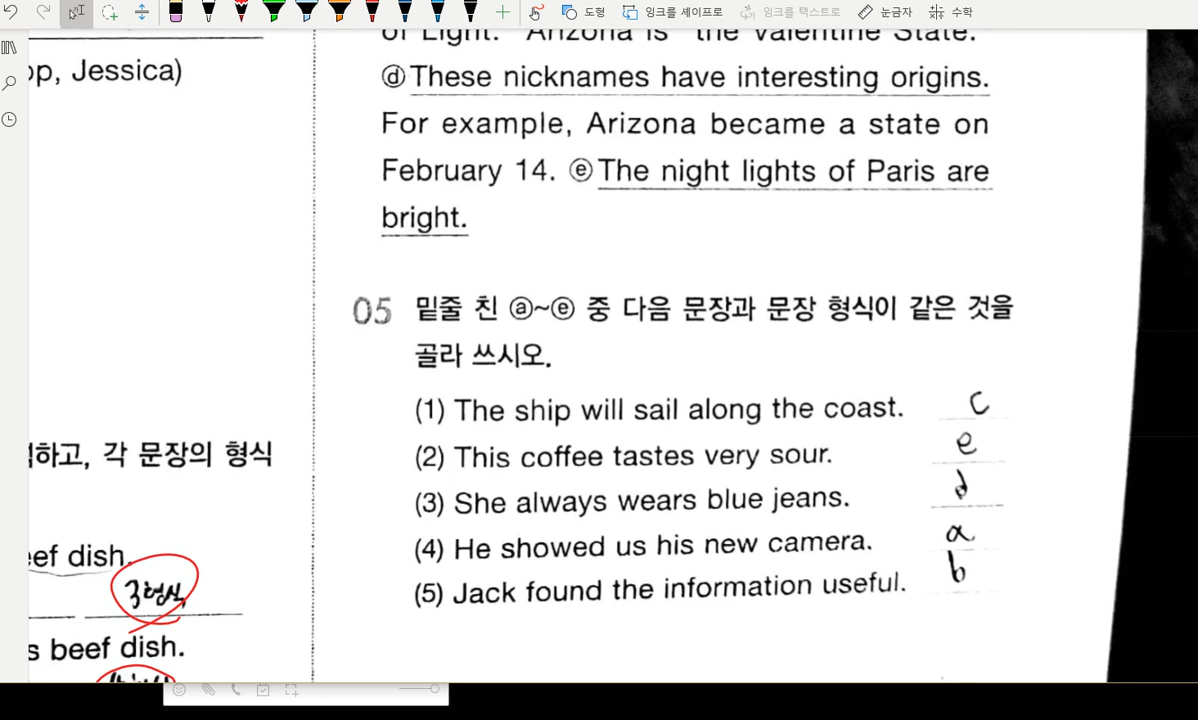 도형
잉크를 셰이프로
잉크를 텍스트로
눈금자
수학
op, Jessica)
하고, 각 문장의 형식
eef dish.
3형식
s beef dish.
of Light." Arizona is "the Valentine State."
ⓓThese nicknames have interesting origins.
For example, Arizona became a state on
February 14. ⓔThe night lights of Paris are
bright.
05 밑줄 친 ⓐ~ⓔ 중 다음 문장과 문장 형식이 같은 것을
골라 쓰시오.
(1) The ship will sail along the coast. c
(2) This coffee tastes very sour. e
(3) She always wears blue jeans. d
(4) He showed us his new camera. a
(5) Jack found the information useful. b